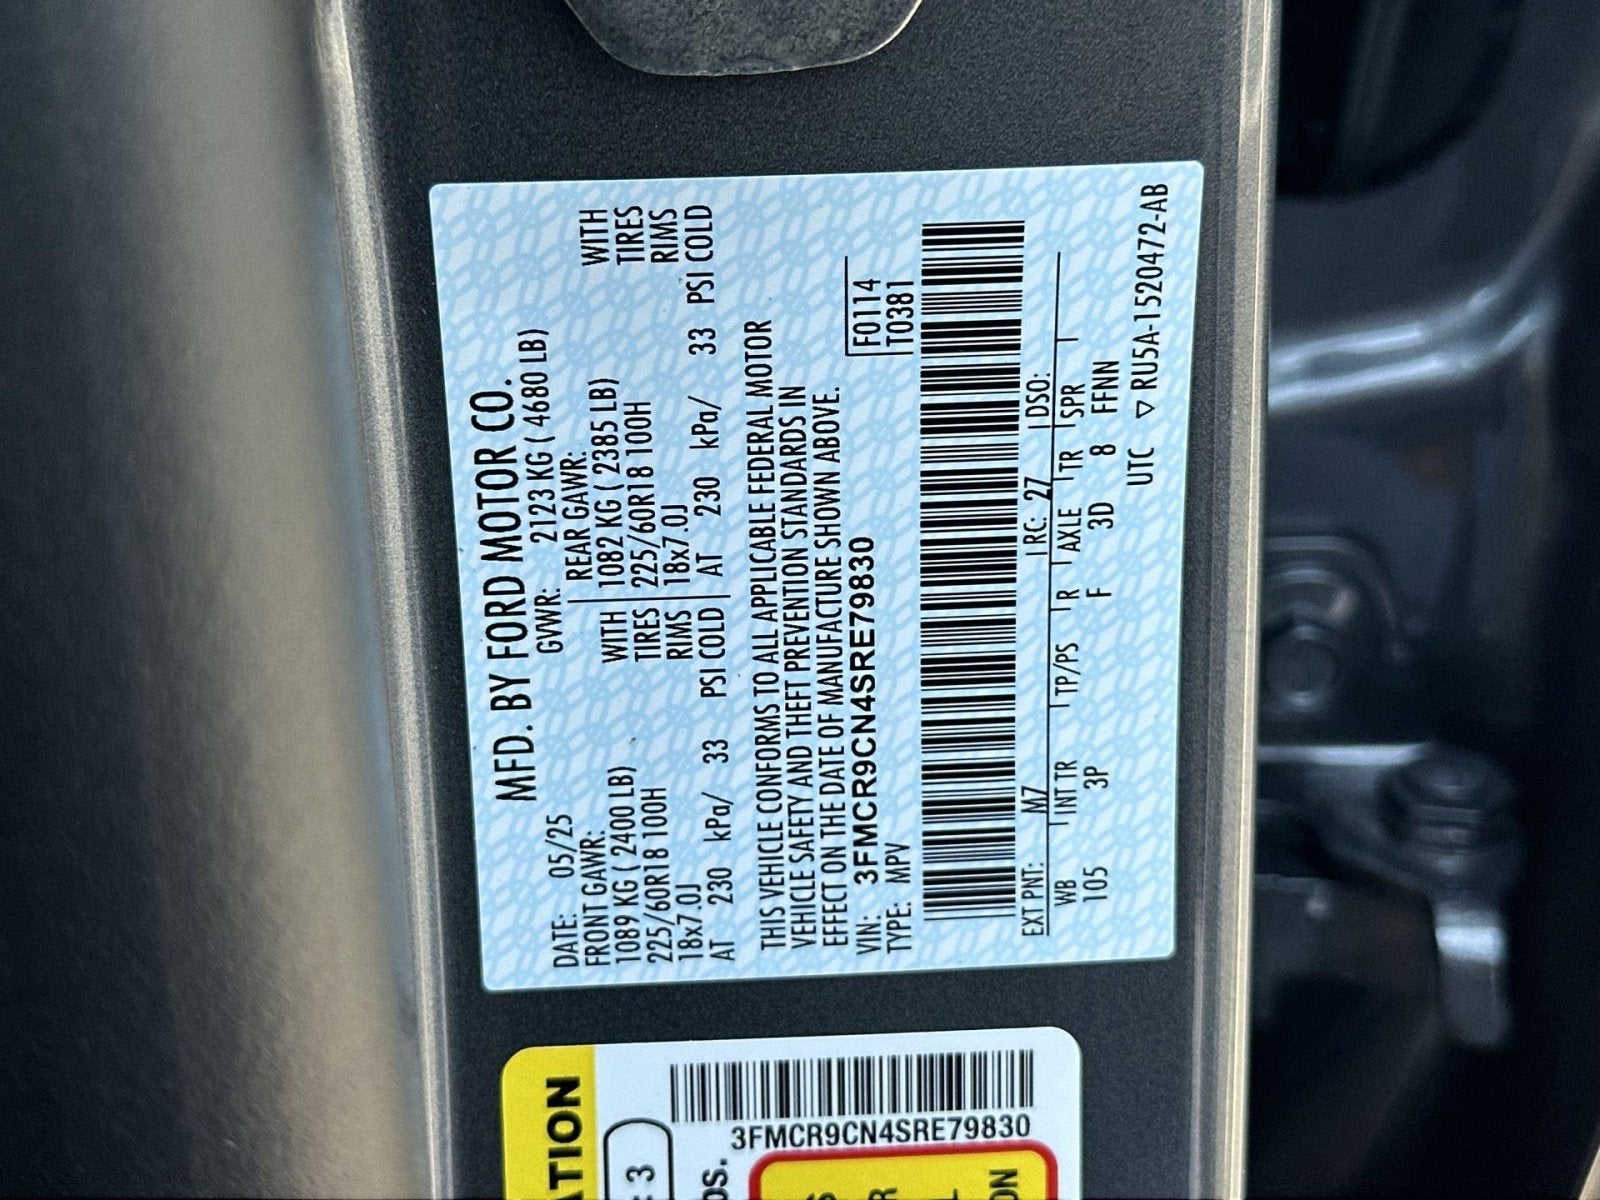 MFD. BY FORD MOTOR CO.
DATE: 05/25 GVWR: 2123 KG ( 4680 LB)
FRONT GAWR: REAR GAWR:
1089 KG ( 2400 LB) WITH 1082 KG ( 2385 LB) WITH
225/60R18 100H TIRES 225/60R18 100H TIRES
18x7.0J RIMS 18x7.0J RIMS
AT 230 kPa/ 33 PSI COLD AT 230 kPa/ 33 PSI COLD
THIS VEHICLE CONFORMS TO ALL APPLICABLE FEDERAL MOTOR
VEHICLE SAFETY AND THEFT PREVENTION STANDARDS IN
EFFECT ON THE DATE OF MANUFACTURE SHOWN ABOVE.
VIN: 3FMCR9CN4SRE79830 F0114
TYPE: MPV T0381
EXT PNT: M7 RC: 27 DSO:
WB INT TR TP/PS R AXLE TR SPR
105 3P F 3D 8 FFNN
UTC ▽ RU5A-1520472-AB
3FMCR9CN4SRE79830